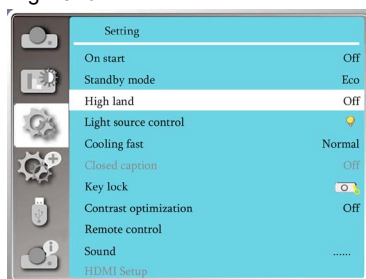 Setting
On start Off
Standby mode Eco
High land Off
Light source control
Cooling fast Normal
Closed caption Off
Key lock
Contrast optimization Off
Remote control
Sound ......
HDMI Setup